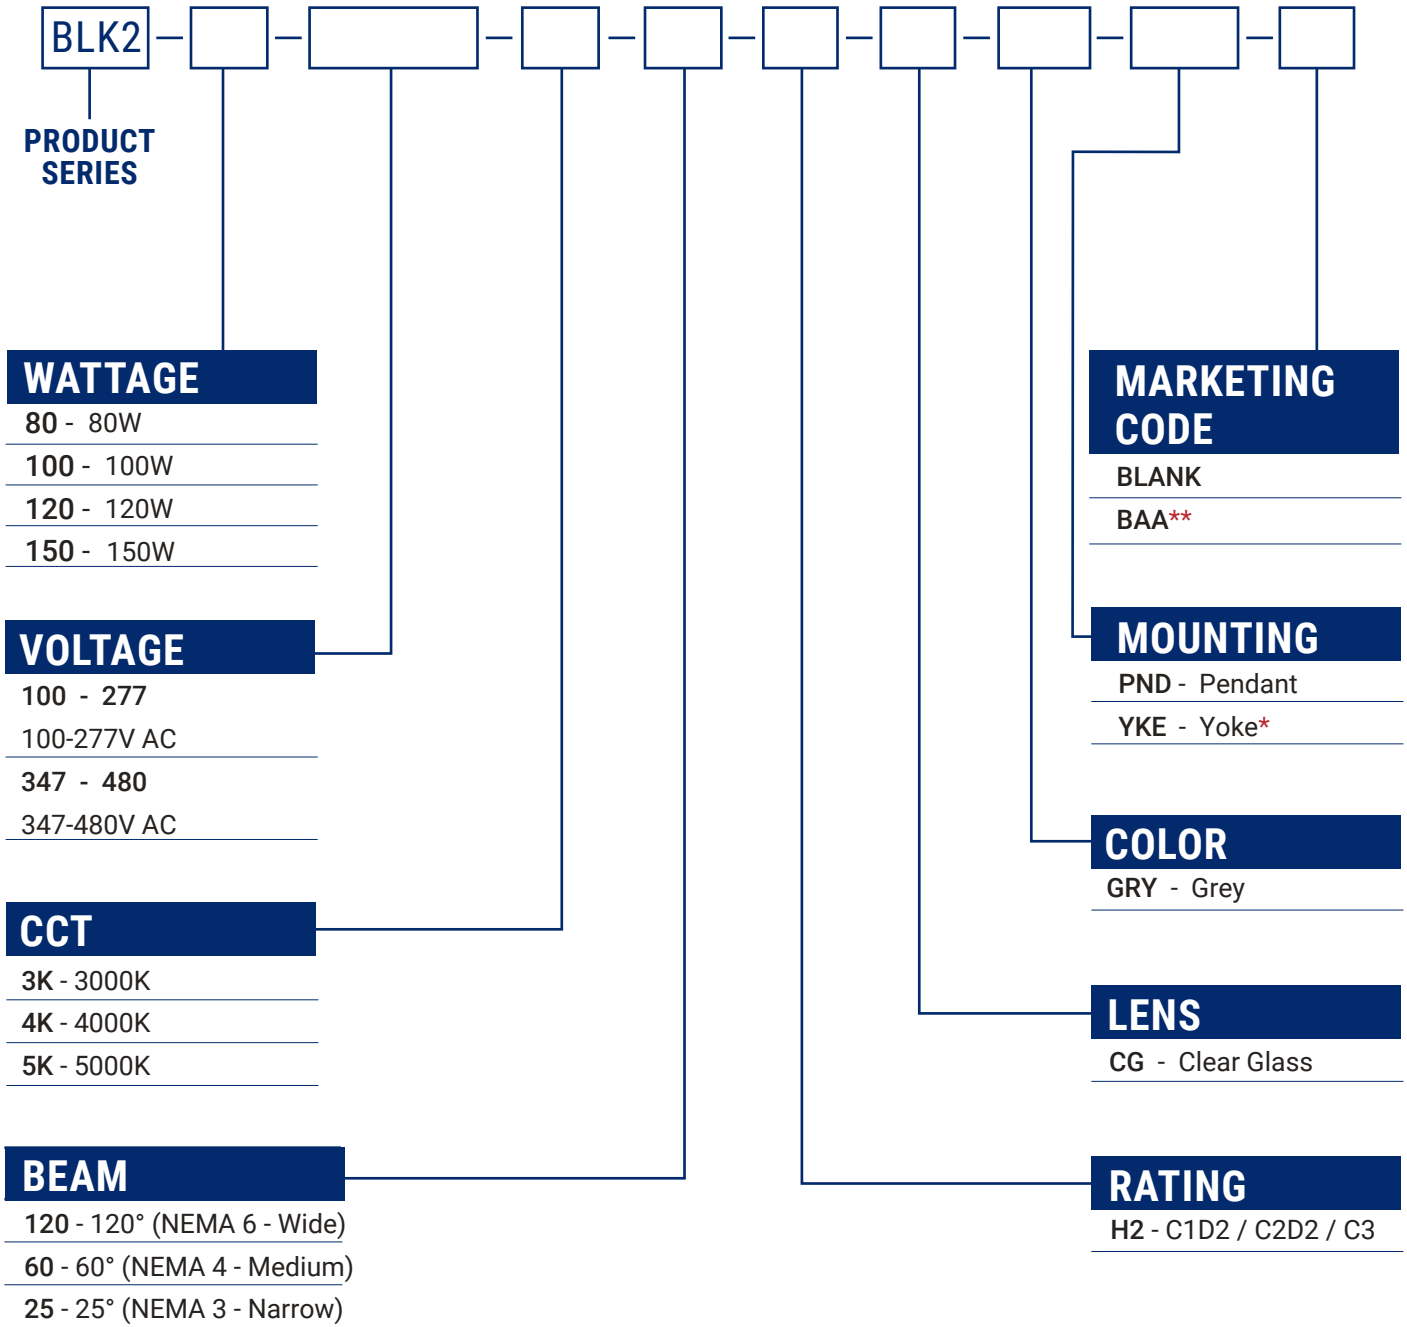 BLK2
PRODUCT
SERIES
WATTAGE
80 - 80W
100 - 100W
120 - 120W
150 - 150W
VOLTAGE
100 - 277
100-277V AC
347 - 480
347-480V AC
CCT
3K - 3000K
4K - 4000K
5K - 5000K
BEAM
120 - 120° (NEMA 6 - Wide)
60 - 60° (NEMA 4 - Medium)
25 - 25° (NEMA 3 - Narrow)
MARKETING
CODE
BLANK
BAA**
MOUNTING
PND - Pendant
YKE - Yoke*
COLOR
GRY - Grey
LENS
CG - Clear Glass
RATING
H2 - C1D2 / C2D2 / C3